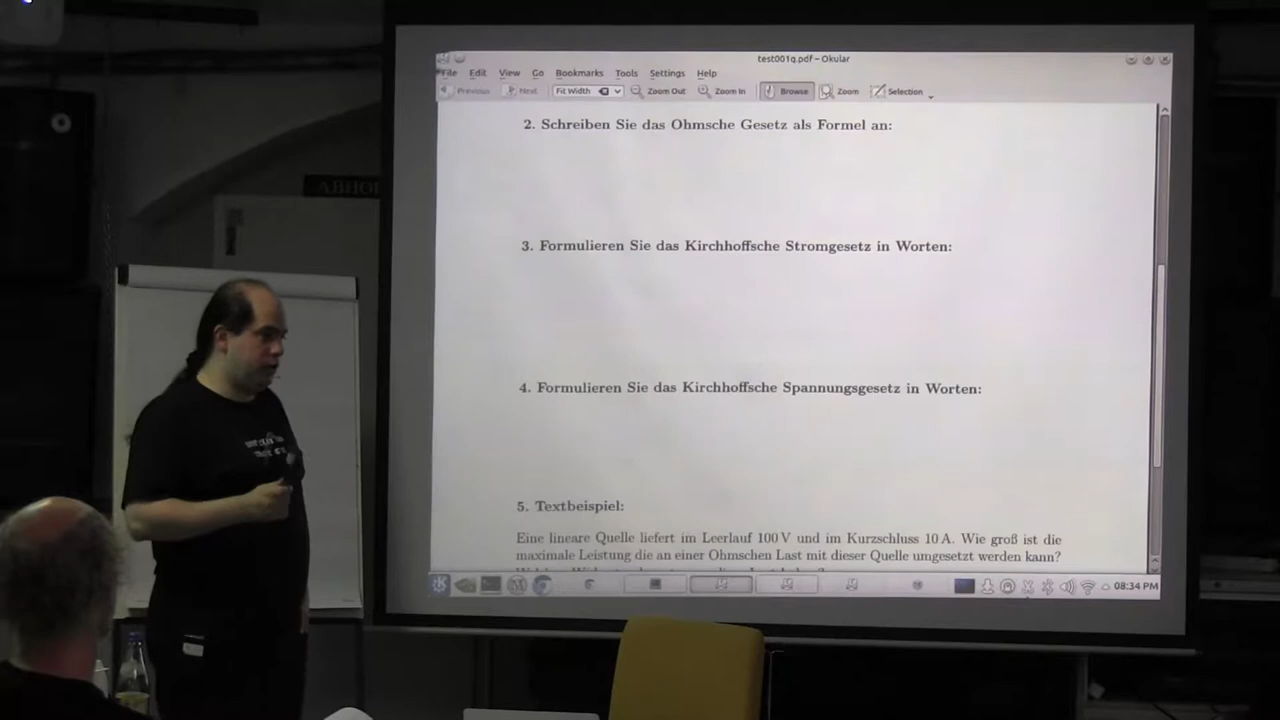 ABHOL
test001q.pdf – Okular
File Edit View Go Bookmarks Tools Settings Help
Previous Next Fit Width Zoom Out Zoom In Browse Zoom Selection
2. Schreiben Sie das Ohmsche Gesetz als Formel an:
3. Formulieren Sie das Kirchhoffsche Stromgesetz in Worten:
4. Formulieren Sie das Kirchhoffsche Spannungsgesetz in Worten:
5. Textbeispiel:
Eine lineare Quelle liefert im Leerlauf 100 V und im Kurzschluss 10 A. Wie groß ist die
maximale Leistung die an einer Ohmschen Last mit dieser Quelle umgesetzt werden kann?
08:34 PM